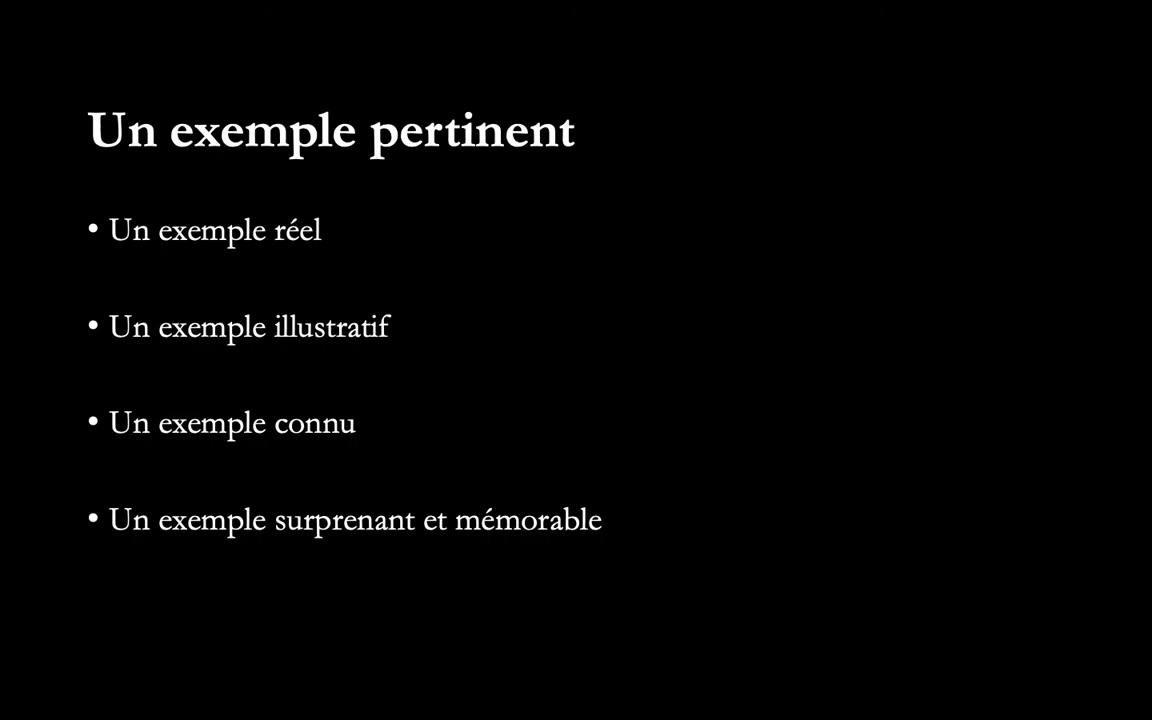 Un exemple pertinent
• Un exemple réel
• Un exemple illustratif
• Un exemple connu
• Un exemple surprenant et mémorable